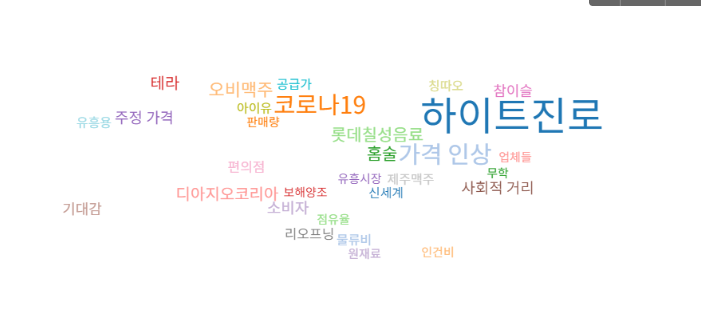 테라
오비맥주
공급가
칭따오
참이슬
아이유
코로나19
하이트진로
유흥용
주정 가격
판매량
롯데칠성음료
홈술
가격 인상
업체들
편의점
무학
유흥시장
제주맥주
사회적 거리
디아지오코리아
보해양조
신세계
기대감
소비자
점유율
리오프닝
물류비
원재료
인건비